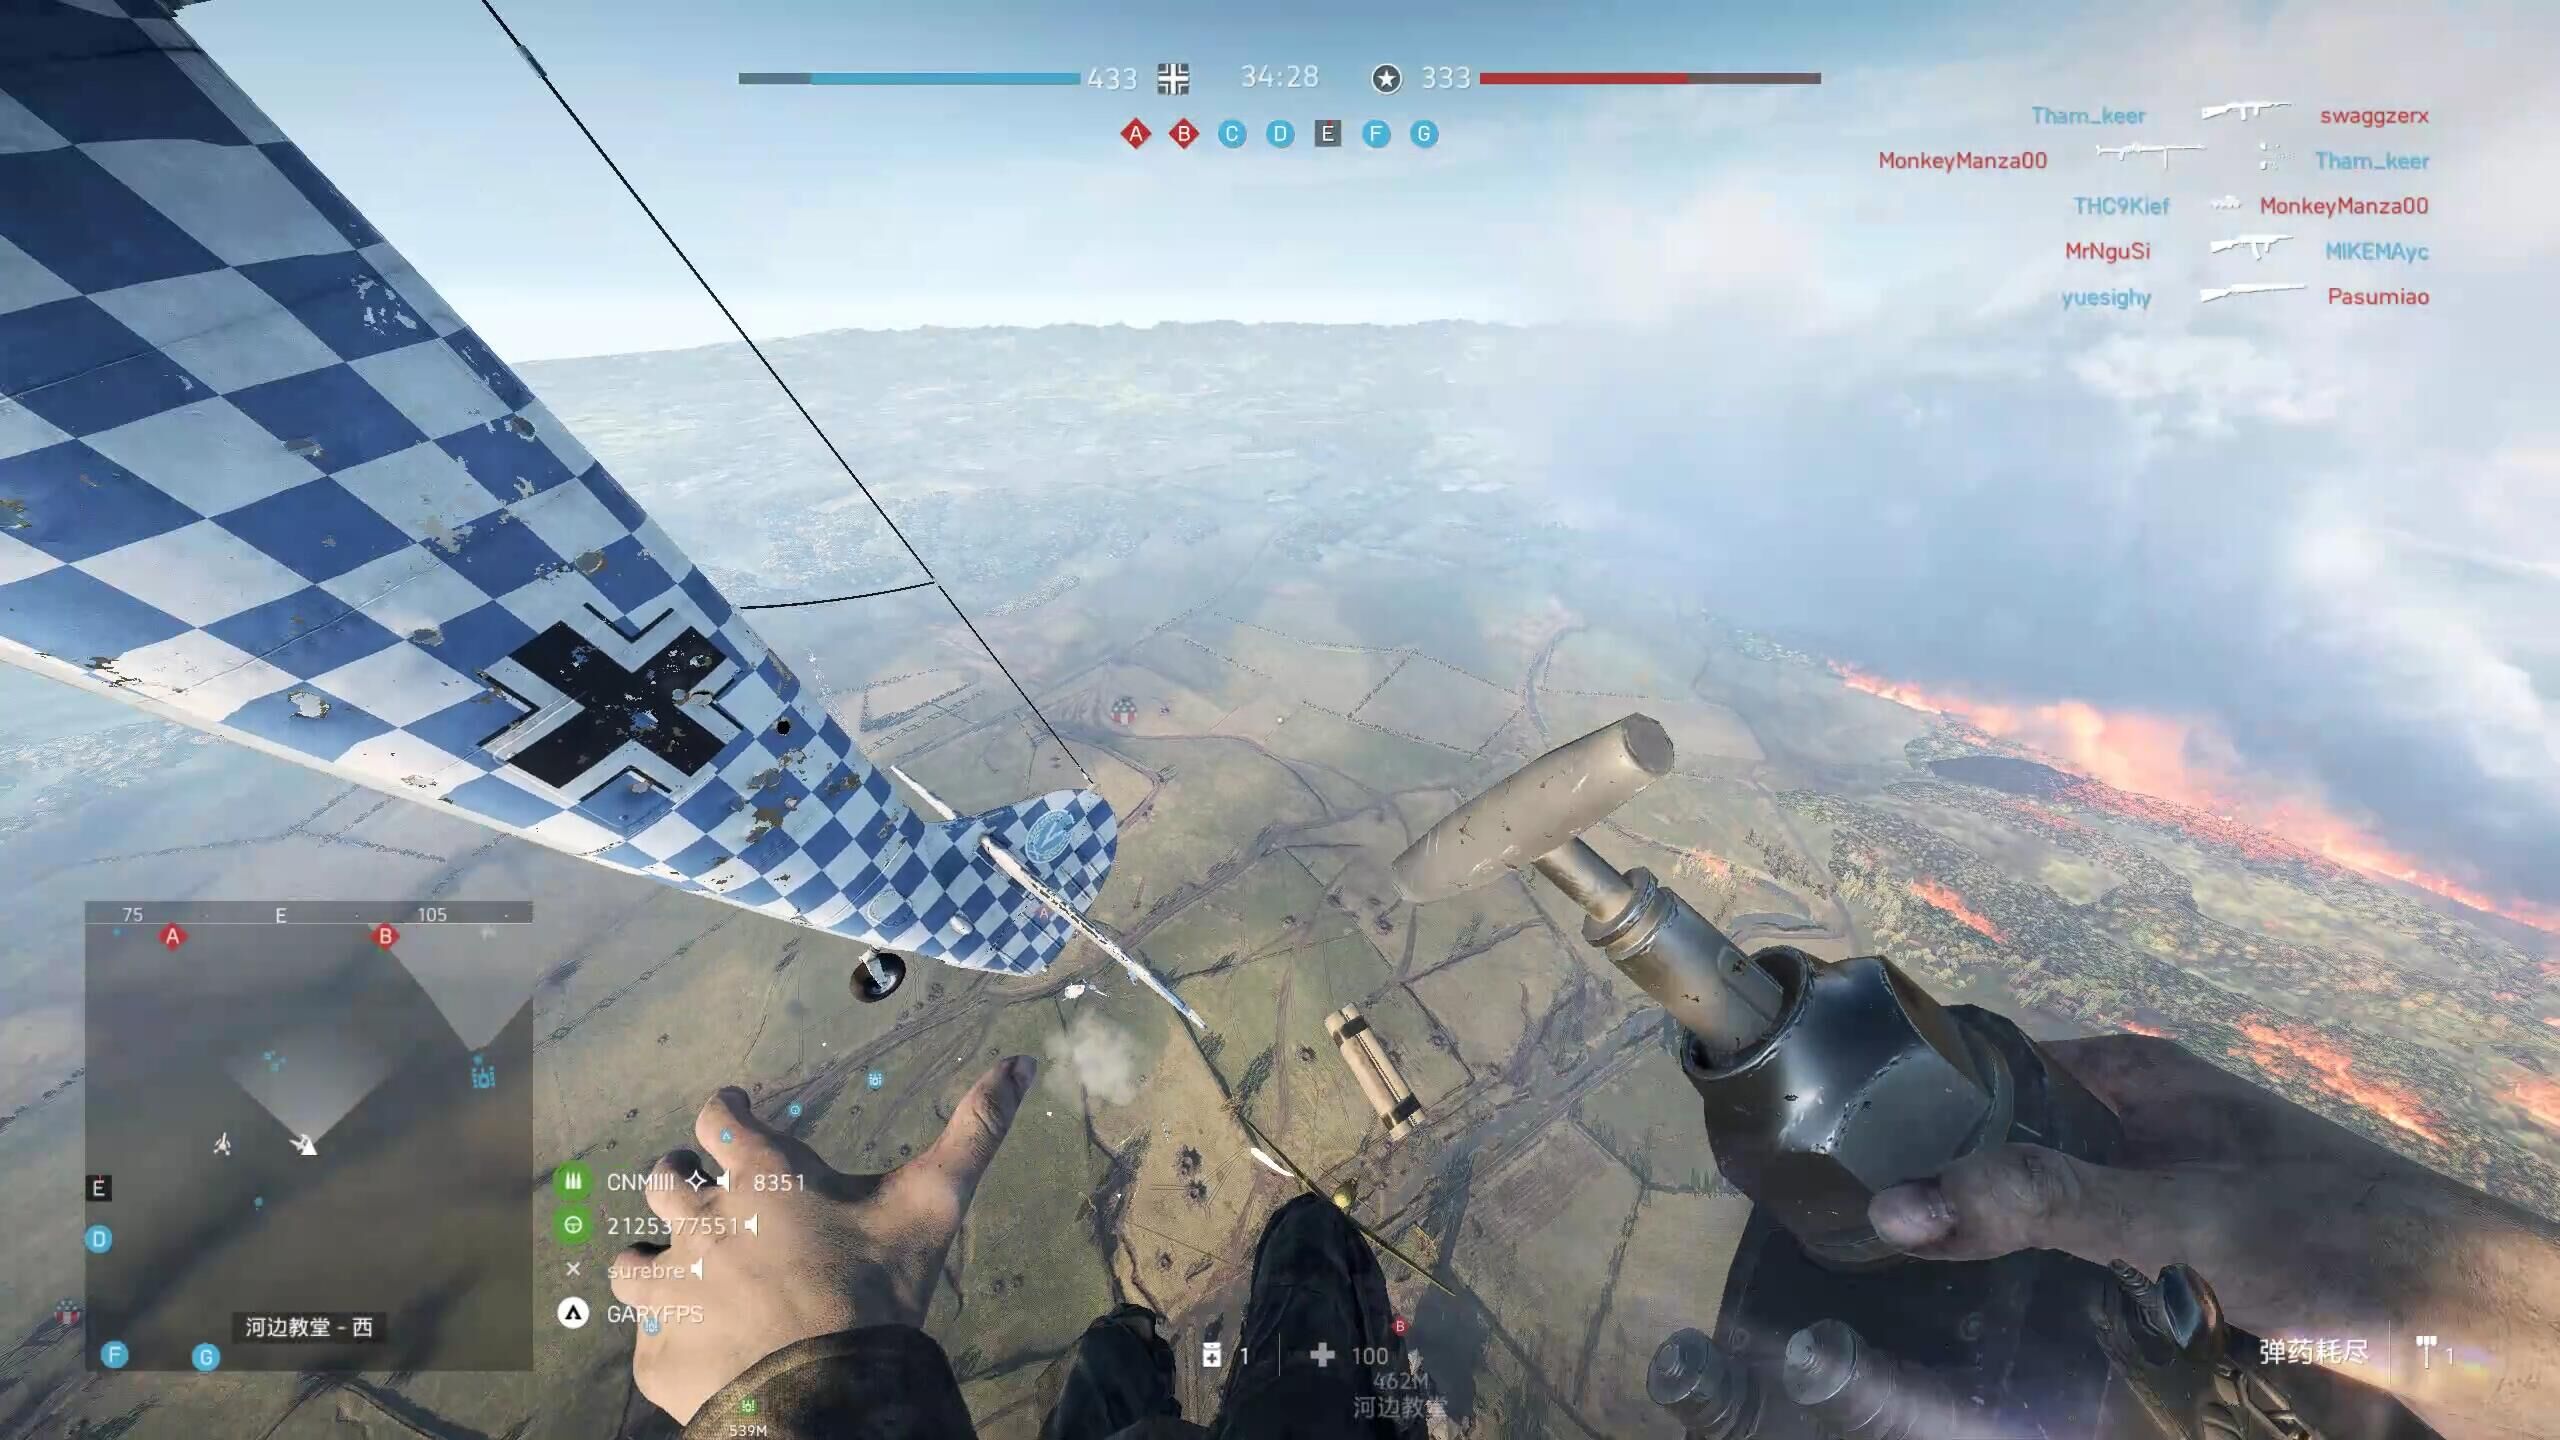 433 34:28 333
A B C D E F G
Tham_keer swaggzerx
MonkeyManza00 Tham_keer
THC9Kief MonkeyManza00
MrNguSi MIKEMAyc
yuesighy Pasumiao
A
75 E 105
A B
E
D
河边教堂 - 西
F G
CNMIIII 8351
2125377551
surebre
GARYFPS
539M
1 100
B
462M
河边教堂
弹药耗尽 1